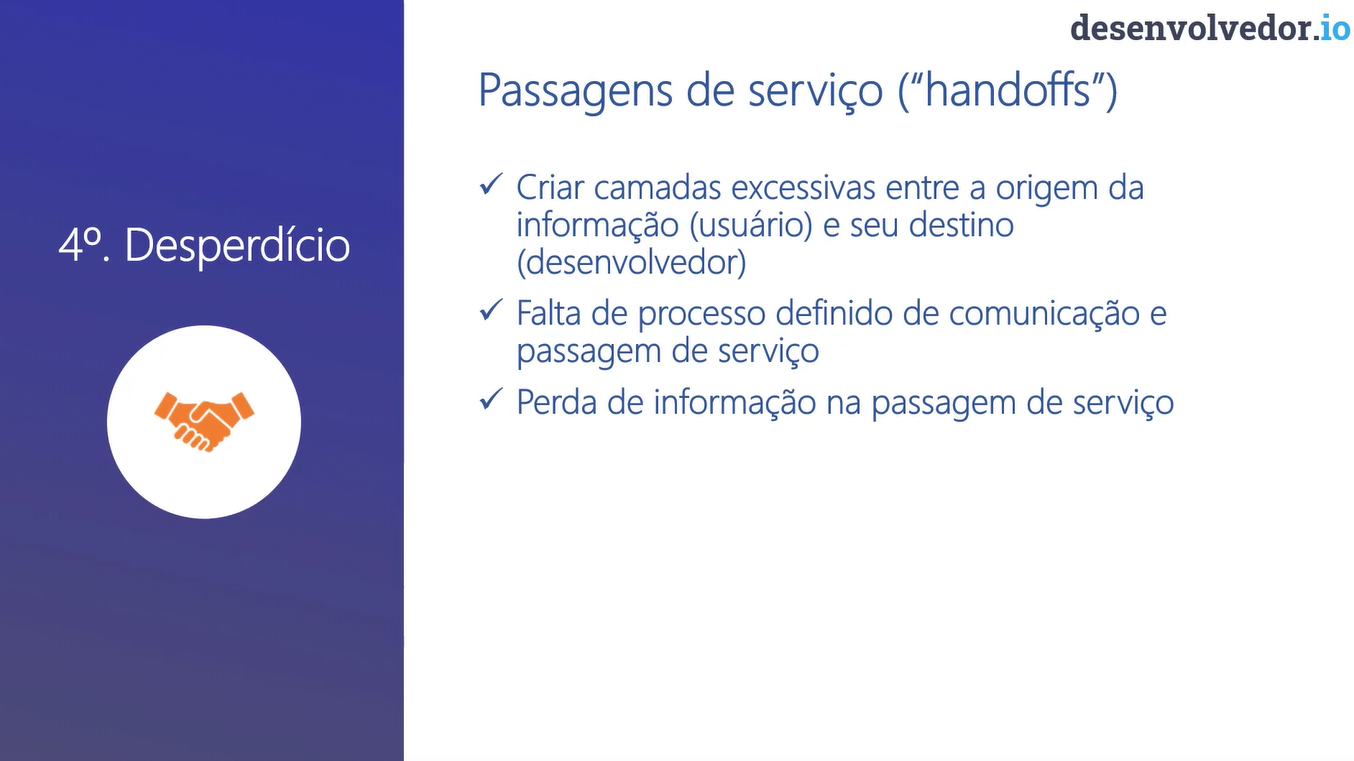 desenvolvedor.io
Passagens de serviço (“handoffs”)
4º. Desperdício
Criar camadas excessivas entre a origem da
informação (usuário) e seu destino
(desenvolvedor)
Falta de processo definido de comunicação e
passagem de serviço
Perda de informação na passagem de serviço